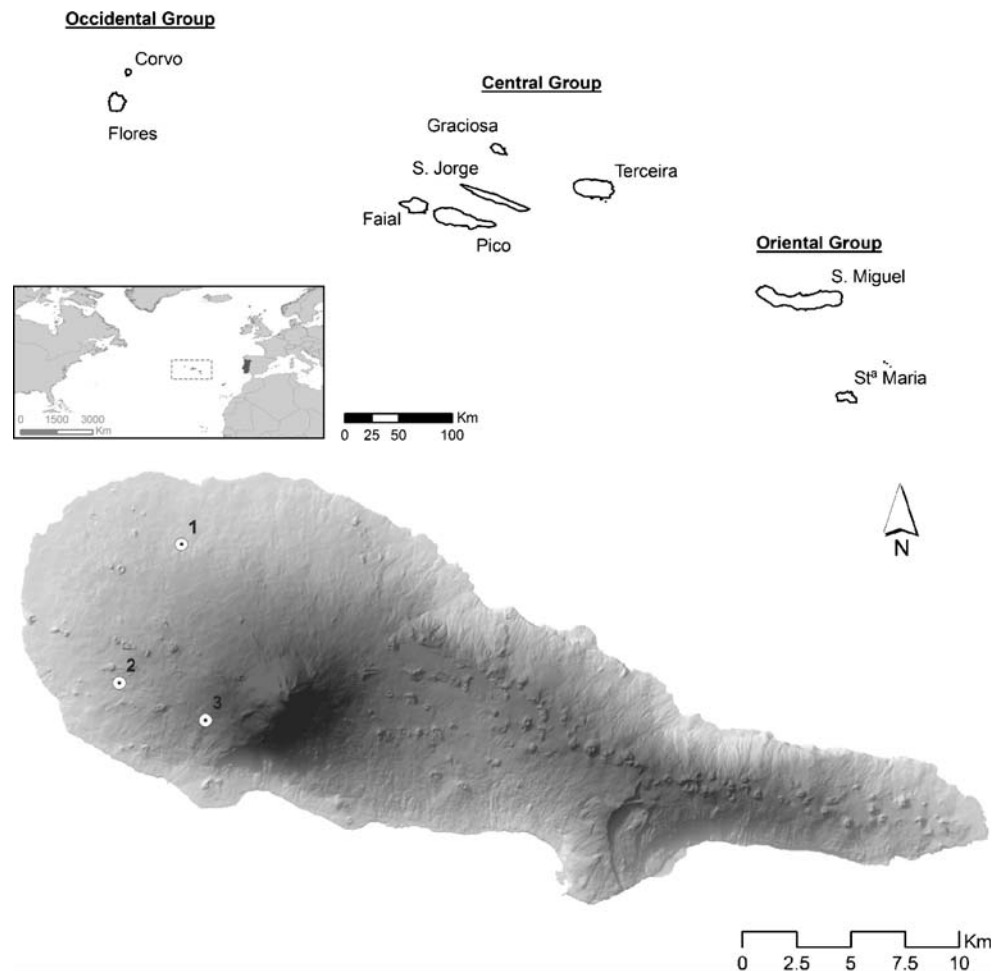 Occidental Group
Corvo
Flores
Central Group
Graciosa
S. Jorge
Terceira
Faial
Pico
Oriental Group
S. Miguel
Stª Maria
0 1500 3000
Km
Km
0 25 50 100
N
1
2
3
Km
0 2.5 5 7.5 10